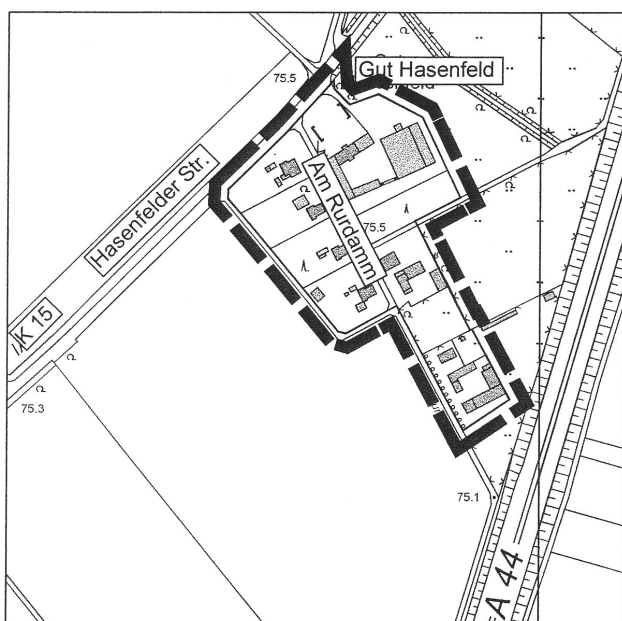 75.5
Gut Hasenfeld
Hasenfelder Str.
Am Rurdamm
75.5
K 15
75.3
75.1
A 44